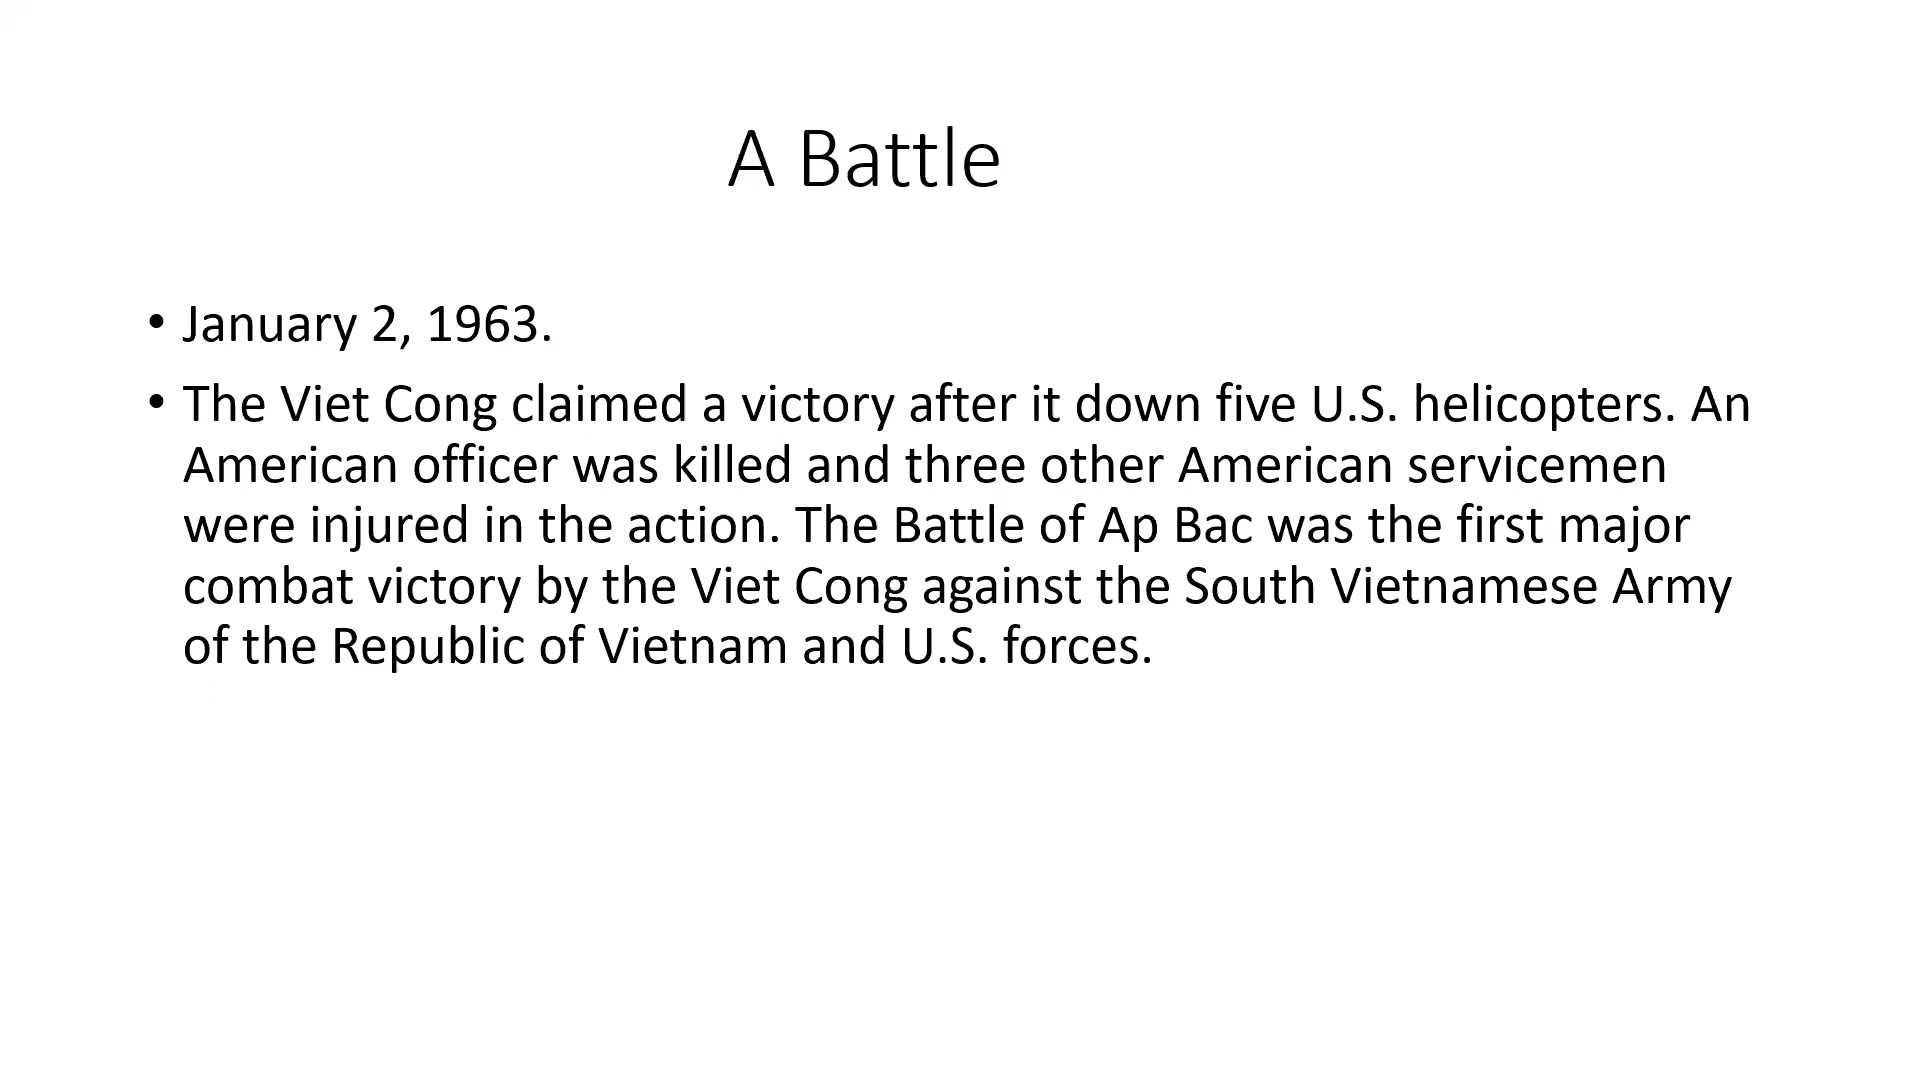 A Battle
• January 2, 1963.
• The Viet Cong claimed a victory after it down five U.S. helicopters. An
American officer was killed and three other American servicemen
were injured in the action. The Battle of Ap Bac was the first major
combat victory by the Viet Cong against the South Vietnamese Army
of the Republic of Vietnam and U.S. forces.